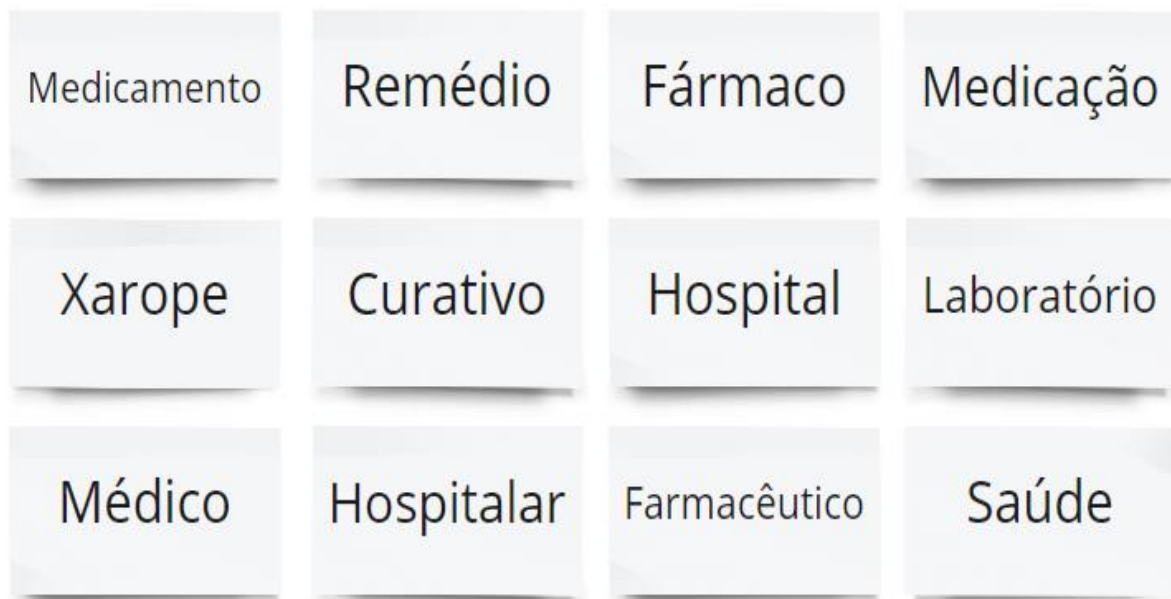 Medicamento Remédio Fármaco Medicação
Xarope Curativo Hospital Laboratório
Médico Hospitalar Farmacêutico Saúde